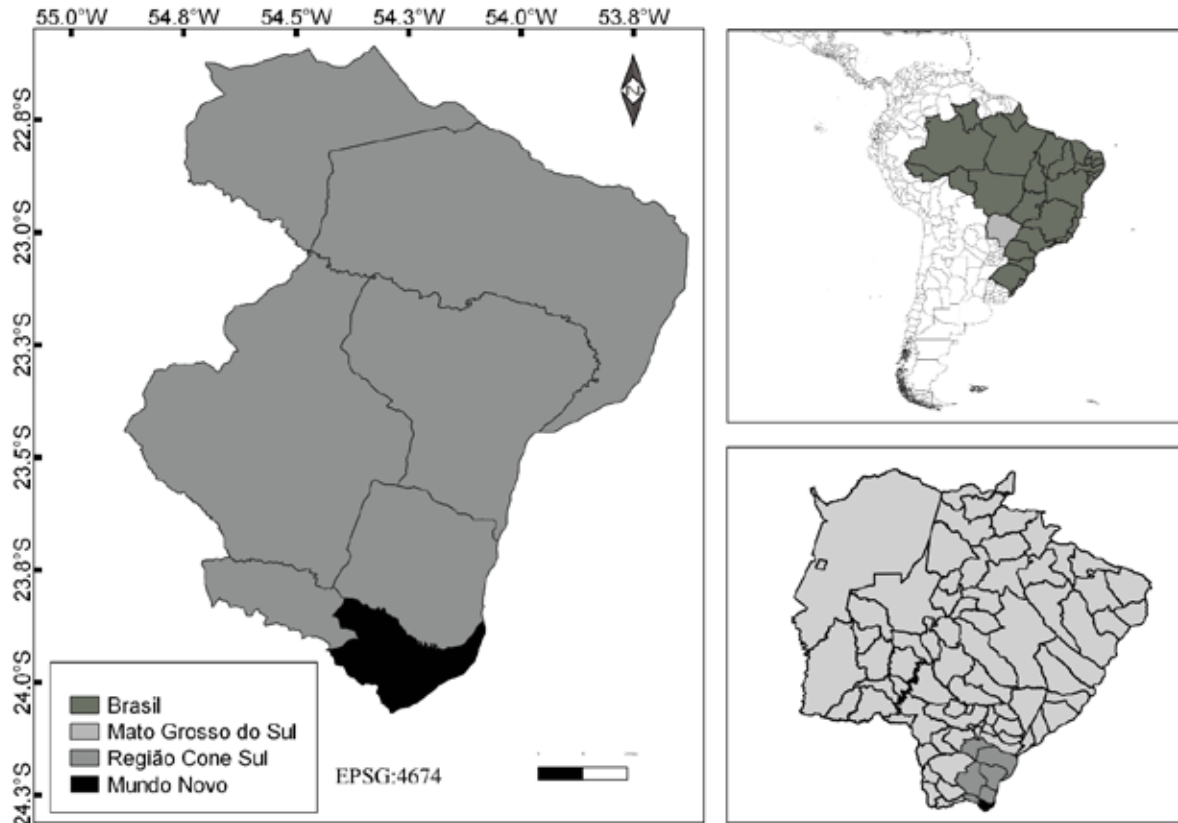 55.0°W 54.8°W 54.5°W 54.3°W 54.0°W 53.8°W
22.8°S
23.0°S
23.3°S
23.5°S
23.8°S
24.0°S
24.3°S
N
Brasil
Mato Grosso do Sul
Região Cone Sul
Mundo Novo
EPSG:4674